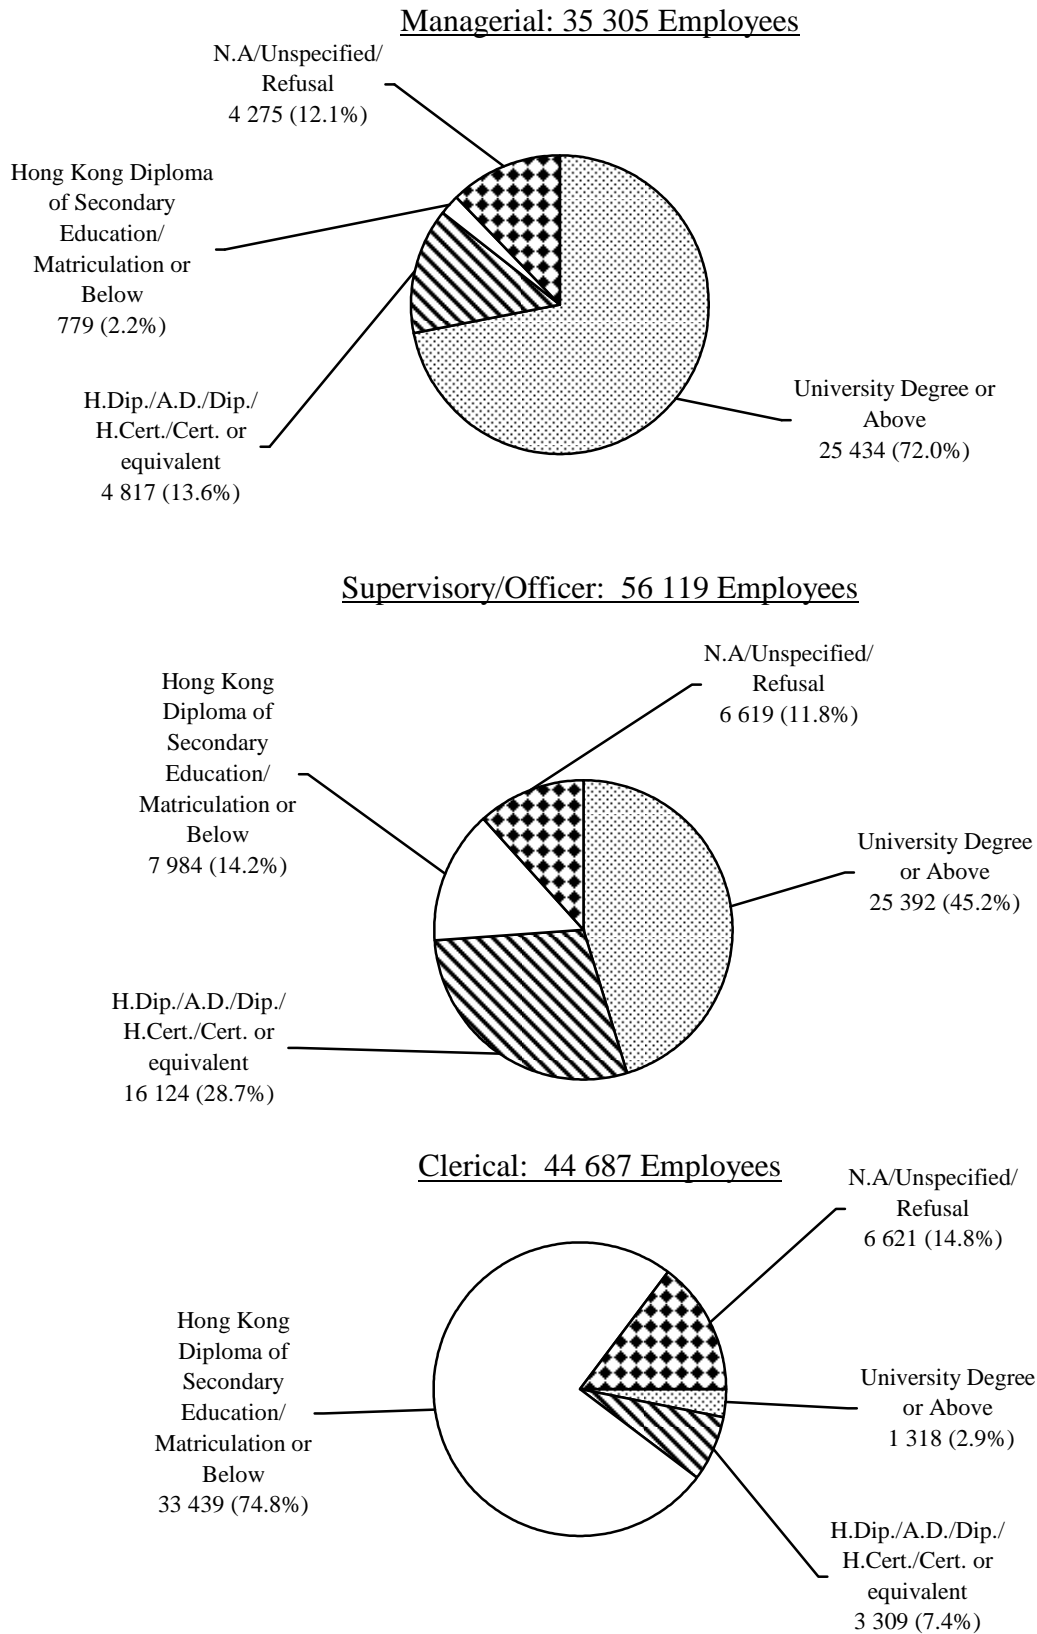 Managerial: 35 305 Employees
N.A/Unspecified/
Refusal
4 275 (12.1%)
Hong Kong Diploma
of Secondary
Education/
Matriculation or
Below
779 (2.2%)
H.Dip./A.D./Dip./
H.Cert./Cert. or
equivalent
4 817 (13.6%)
University Degree or
Above
25 434 (72.0%)
Supervisory/Officer:  56 119 Employees
N.A/Unspecified/
Refusal
6 619 (11.8%)
Hong Kong
Diploma of
Secondary
Education/
Matriculation or
Below
7 984 (14.2%)
University Degree
or Above
25 392 (45.2%)
H.Dip./A.D./Dip./
H.Cert./Cert. or
equivalent
16 124 (28.7%)
Clerical:  44 687 Employees
N.A/Unspecified/
Refusal
6 621 (14.8%)
Hong Kong
Diploma of
Secondary
Education/
Matriculation or
Below
33 439 (74.8%)
University Degree
or Above
1 318 (2.9%)
H.Dip./A.D./Dip./
H.Cert./Cert. or
equivalent
3 309 (7.4%)